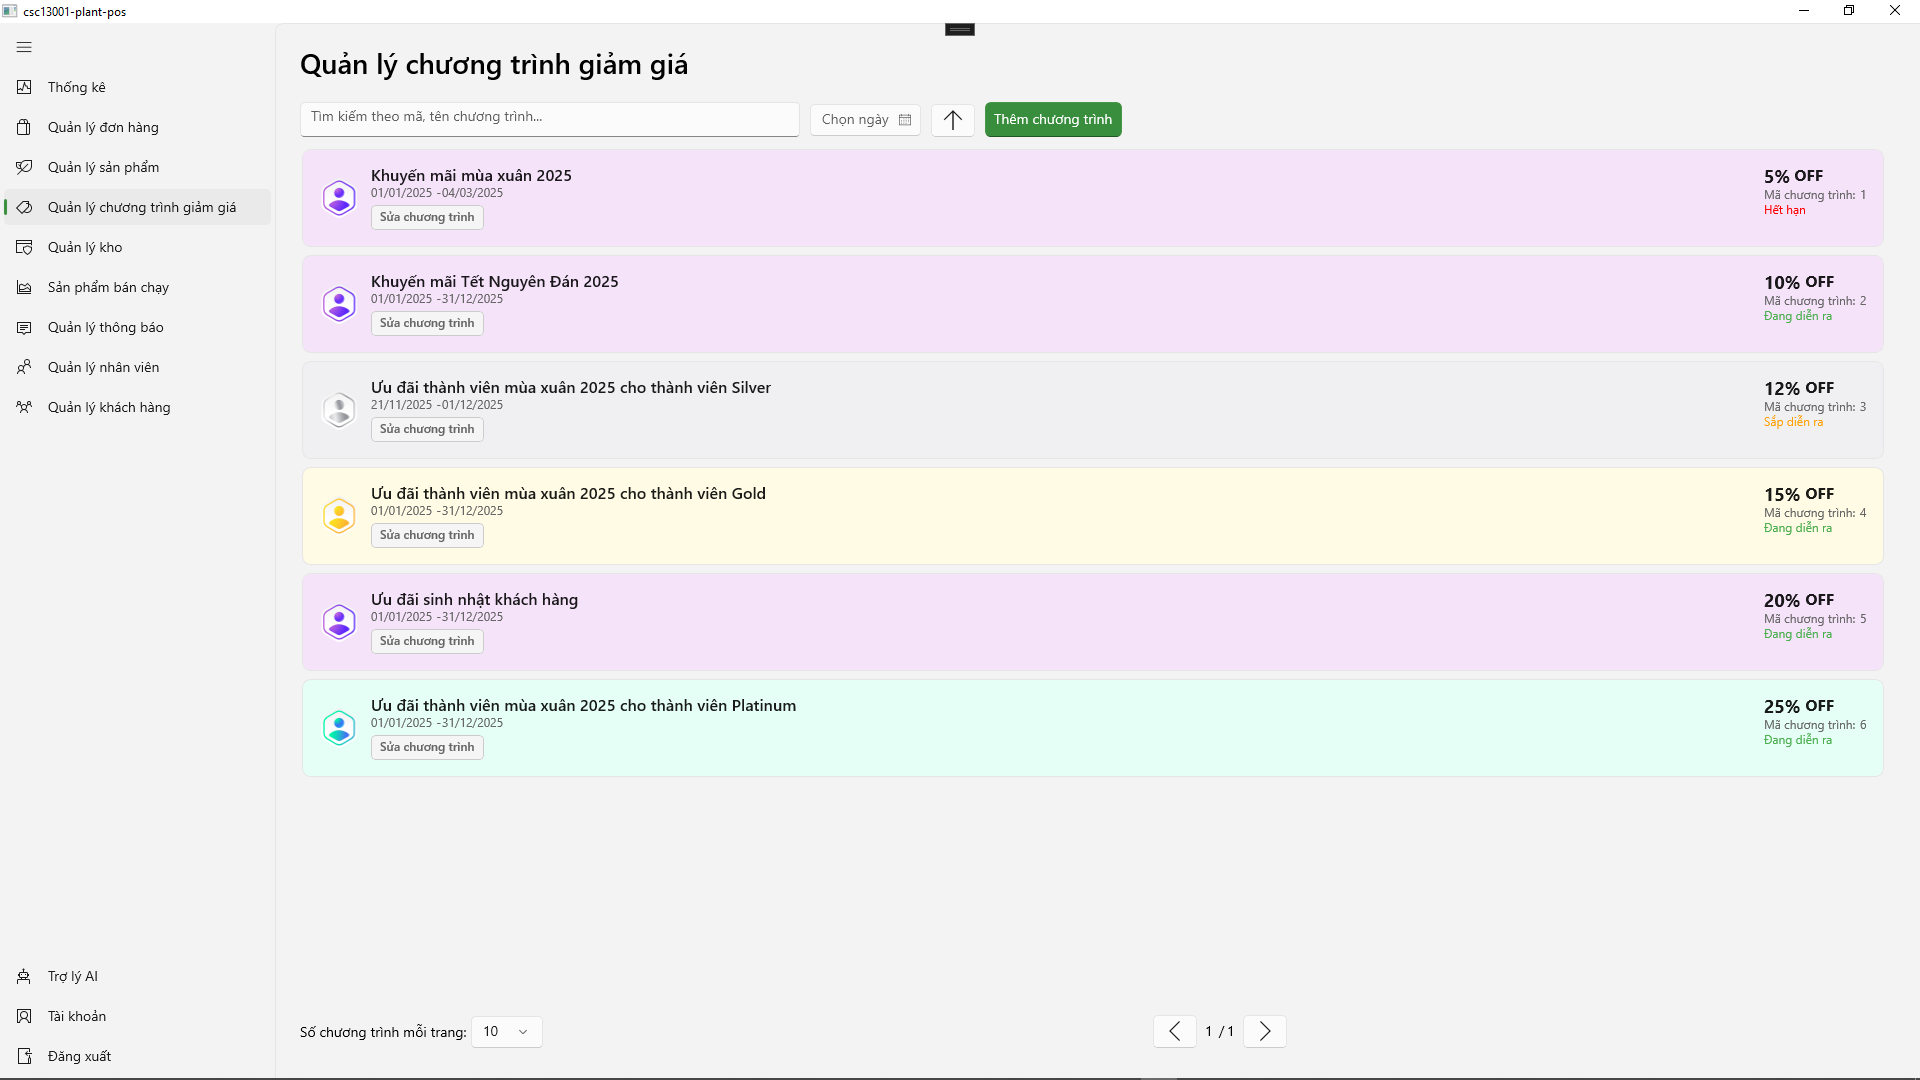 csc13001-plant-pos
Thống kê
Quản lý đơn hàng
Quản lý sản phẩm
Quản lý chương trình giảm giá
Quản lý kho
Sản phẩm bán chạy
Quản lý thông báo
Quản lý nhân viên
Quản lý khách hàng
Trợ lý AI
Tài khoản
Đăng xuất
Quản lý chương trình giảm giá
Tìm kiếm theo mã, tên chương trình...
Chọn ngày
Thêm chương trình
Khuyến mãi mùa xuân 2025
01/01/2025 -04/03/2025
Sửa chương trình
5% OFF
Mã chương trình: 1
Hết hạn
Khuyến mãi Tết Nguyên Đán 2025
01/01/2025 -31/12/2025
Sửa chương trình
10% OFF
Mã chương trình: 2
Đang diễn ra
Ưu đãi thành viên mùa xuân 2025 cho thành viên Silver
21/11/2025 -01/12/2025
Sửa chương trình
12% OFF
Mã chương trình: 3
Sắp diễn ra
Ưu đãi thành viên mùa xuân 2025 cho thành viên Gold
01/01/2025 -31/12/2025
Sửa chương trình
15% OFF
Mã chương trình: 4
Đang diễn ra
Ưu đãi sinh nhật khách hàng
01/01/2025 -31/12/2025
Sửa chương trình
20% OFF
Mã chương trình: 5
Đang diễn ra
Ưu đãi thành viên mùa xuân 2025 cho thành viên Platinum
01/01/2025 -31/12/2025
Sửa chương trình
25% OFF
Mã chương trình: 6
Đang diễn ra
Số chương trình mỗi trang: 10
1 / 1